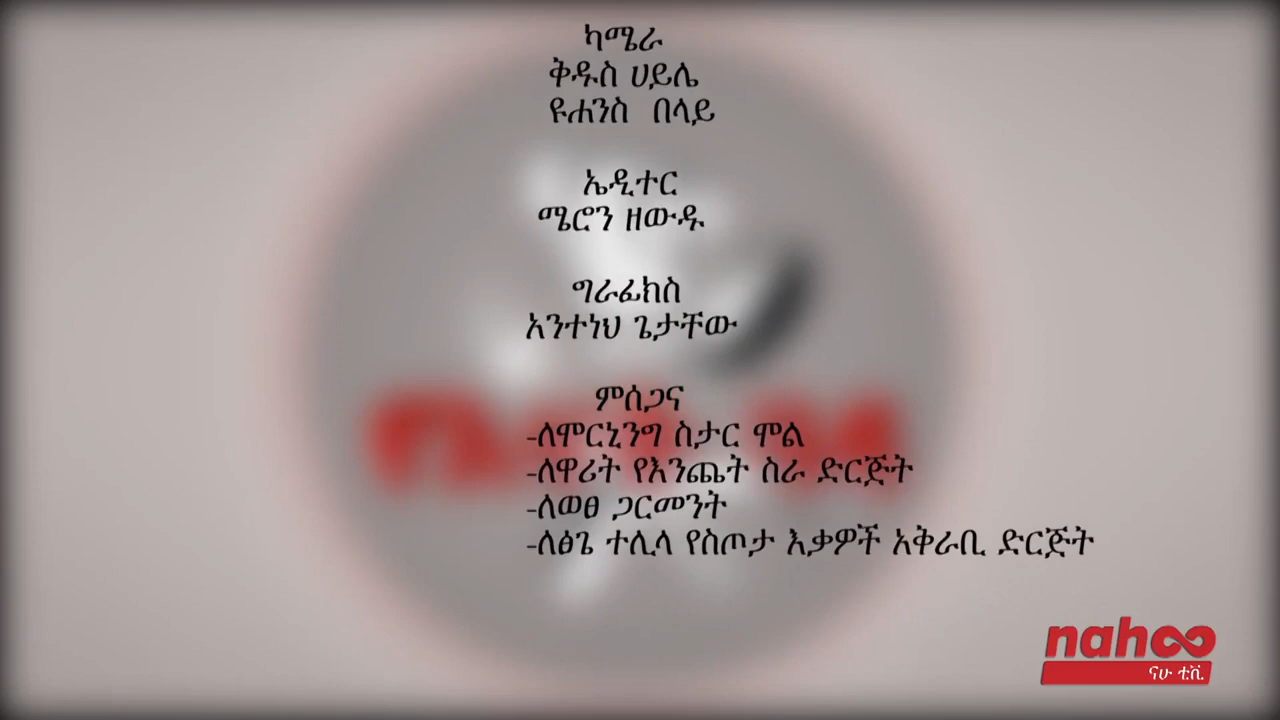 ካሜራ
ቅዱስ ሀይሌ
ዩሐንስ በላይ
ኤዲተር
ሜሮን ዘውዱ
ግራፊክስ
አንተነህ ጌታቸው
ምሰጋና
-ለሞርኒንግ ስታር ሞል
-ለዋሪት የእንጨት ስራ ድርጅት
-ለወፀ ጋርመንት
-ለፅጌ ተሊላ የስጦታ እቃዎች አቅራቢ ድርጅት
nahoo
ናሁ ቲቪ